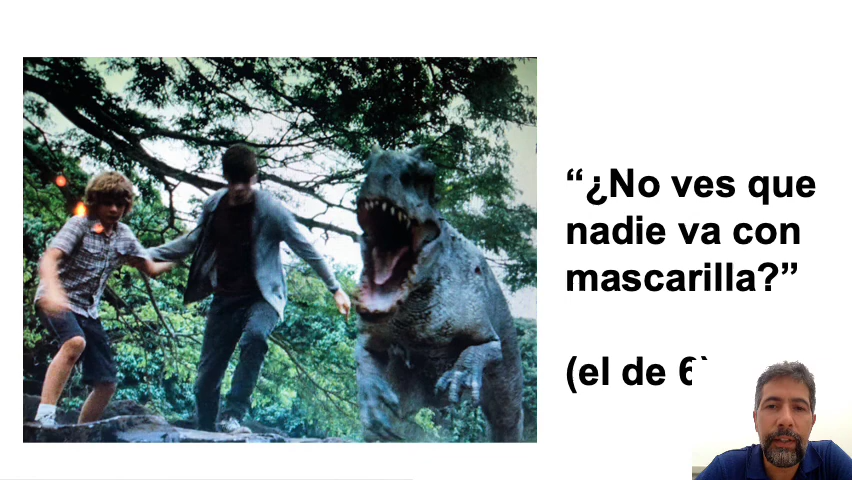 “¿No ves que
nadie va con
mascarilla?”
(el de 6